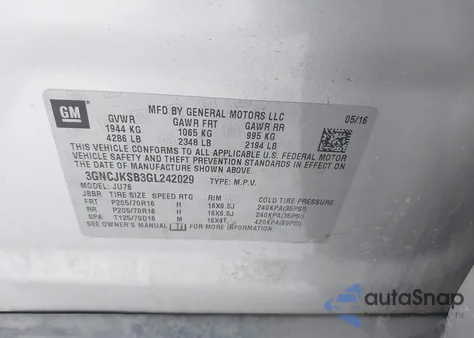 GM
MFD BY GENERAL MOTORS LLC 05/16
GVWR GAWR FRT GAWR RR
1944 KG 1065 KG 995 KG
4286 LB 2348 LB 2194 LB
THIS VEHICLE CONFORMS TO ALL APPLICABLE U.S. FEDERAL MOTOR
VEHICLE SAFETY AND THEFT PREVENTION STANDARDS IN EFFECT ON THE
DATE OF MANUFACTURE SHOWN ABOVE.
3GNCJKSB3GL242029 TYPE: M.P.V.
MODEL: JU76
JBBR TIRE SIZE SPEED RTG RIM COLD TIRE PRESSURE
FRT P205/70R16 H 16X6.5J 240KPA(35PSI)
RR P205/70R16 H 16X6.5J 240KPA(35PSI)
SPA T125/70D16 M 16X4T 420KPA(60PSI)
SEE OWNER'S MANUAL FOR MORE INFORMATION.
autaSnap